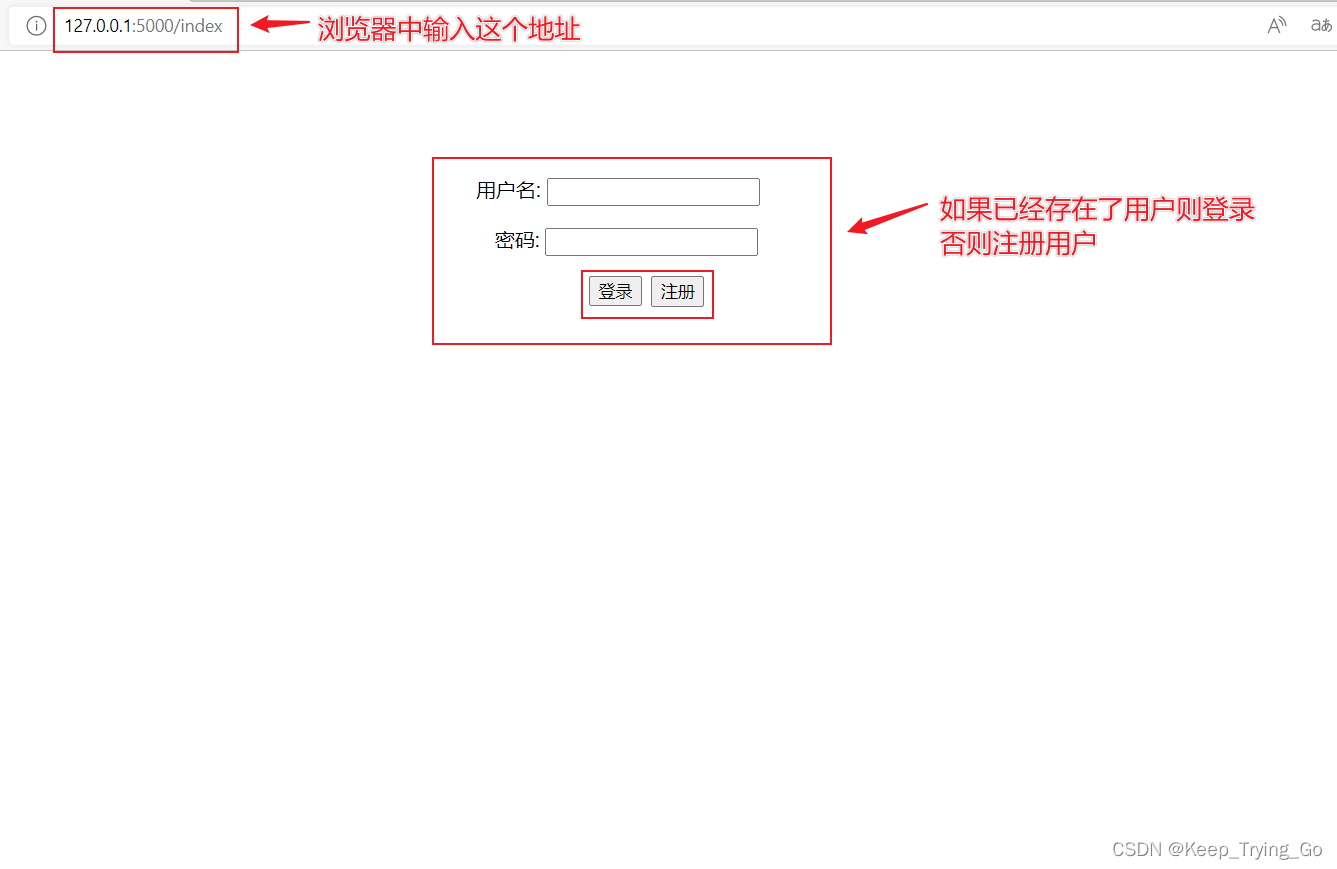 127.0.0.1:5000/index
浏览器中输入这个地址
A
aあ
用户名:
如果已经存在了用户则登录
否则注册用户
密码:
登录 注册
CSDN @Keep_Trying_Go